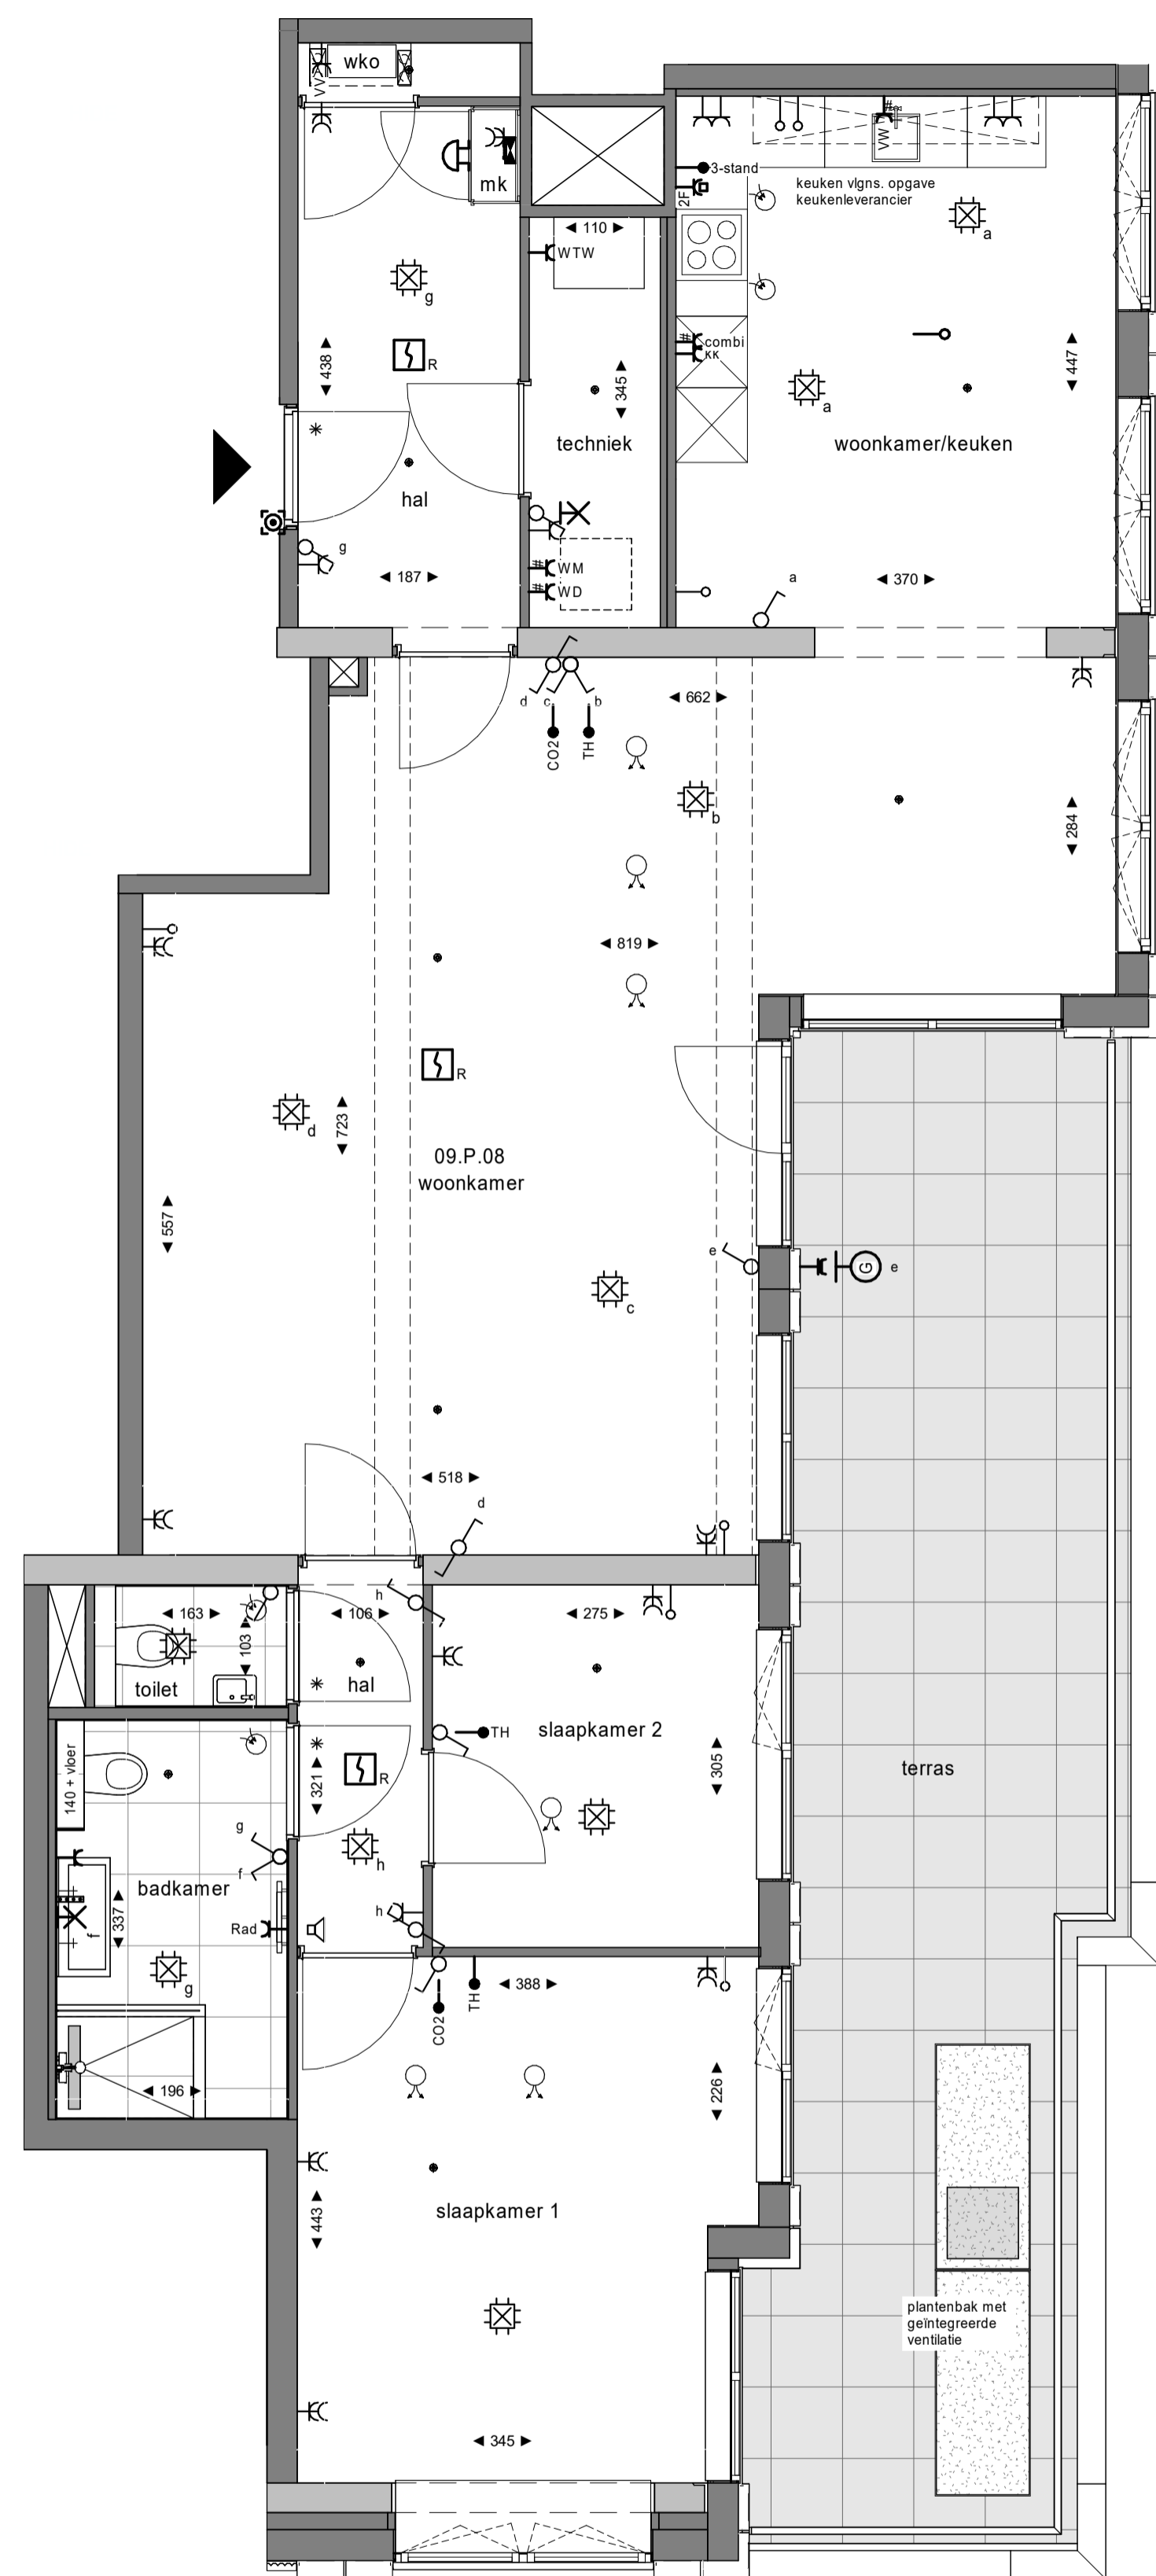 wko
VV
mk
3-stand
2F
VW
#
keuken vlgns. opgave
keukenleverancier
a
110
WTW
g
R
438
345
# combi
KK
a
447
techniek
woonkamer/keuken
hal
g
187
# WM
# WD
a
370
d
c
b
662
CO2
TH
b
284
819
R
d
723
09.P.08
woonkamer
557
e
G
e
c
518
d
163
103
toilet
h
106
hal
275
TH
slaapkamer 2
140 + vloer
321
R
305
terras
g
f
h
badkamer
337
f
Rad
h
g
388
CO2
TH
196
226
443
slaapkamer 1
plantenbak met
geïntegreerde
ventilatie
345